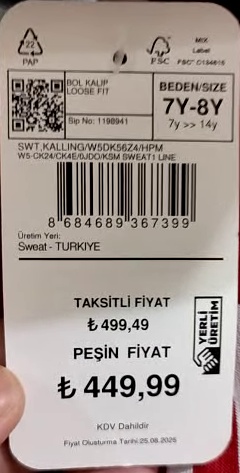 22
PAP
FSC
MIX
Label
FSC® C154615
BOL KALIP
LOOSE FIT
Sip No: 1198941
BEDEN/SIZE
7Y-8Y
7y >> 14y
SWT,KALLING/W5DK56Z4/HPM
W5-CK24/CK4E/0JDO/KSM SWEAT1 LINE
8 684689 367399
Üretim Yeri:
Sweat - TURKIYE
TAKSİTLİ FİYAT
₺ 499,49
PEŞİN FİYAT
₺ 449,99
YERLİ
ÜRETİM
KDV Dahildir
Fiyat Olusturma Tarihi:25.08.2025